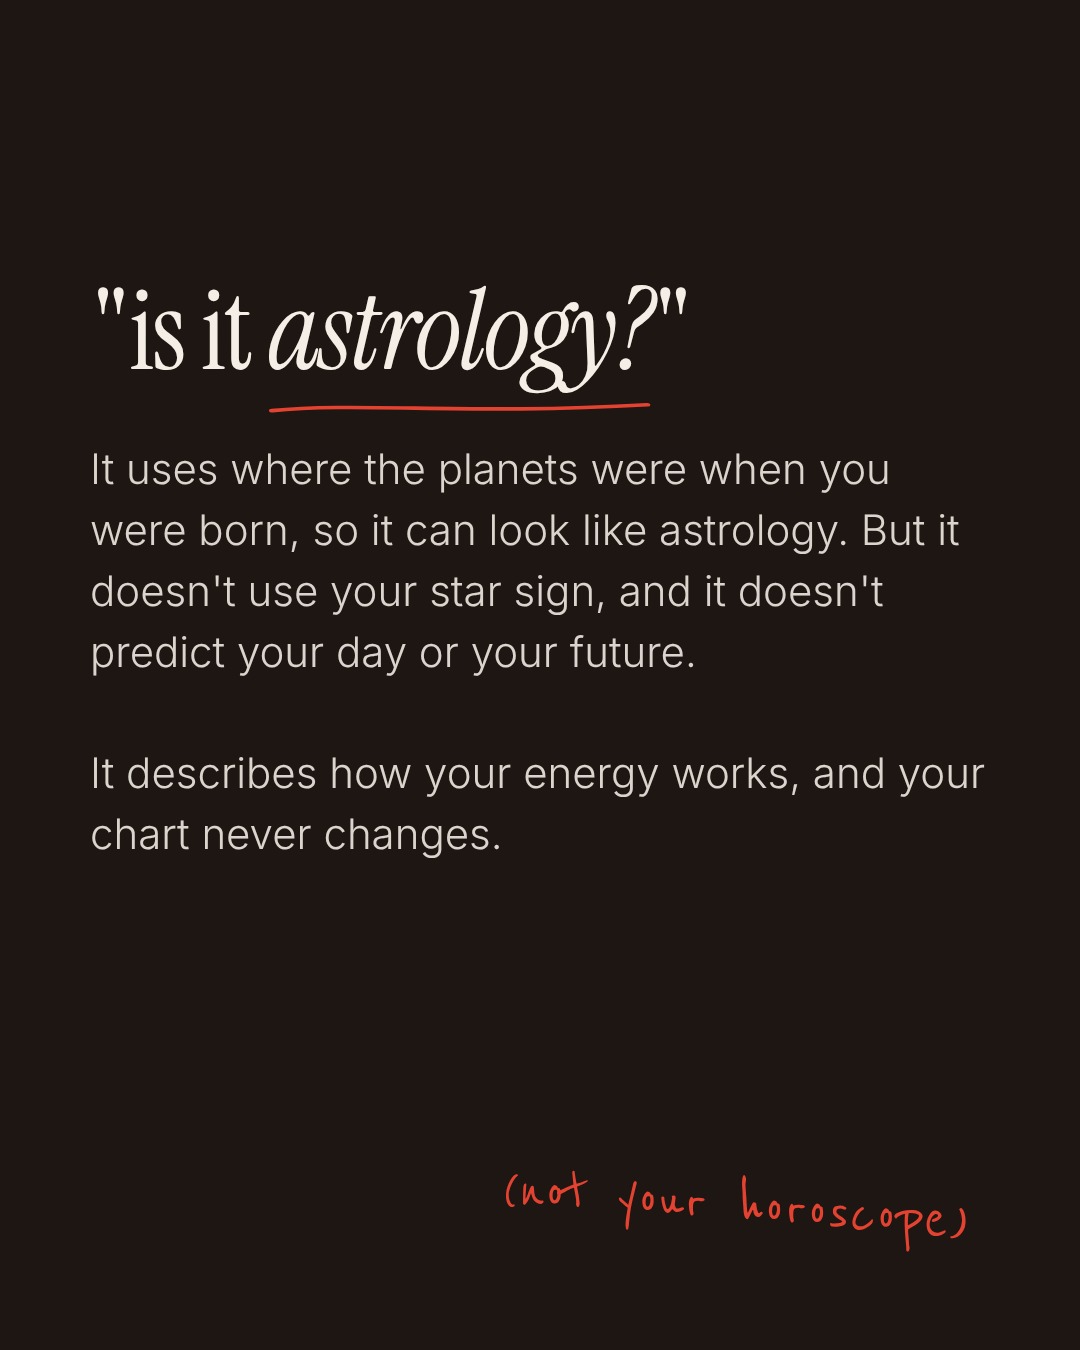 "is it astrology?"
It uses where the planets were when you
were born, so it can look like astrology. But it
doesn't use your star sign, and it doesn't
predict your day or your future.
It describes how your energy works, and your
chart never changes.
(not your horoscope)